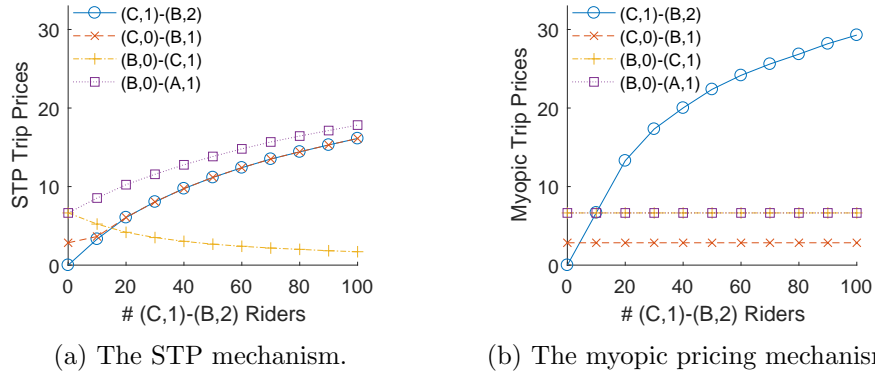 (C,1)-(B,2)
(C,0)-(B,1)
(B,0)-(C,1)
(B,0)-(A,1)
30
20
10
0
STP Trip Prices
0 20 40 60 80 100
# (C,1)-(B,2) Riders
(a) The STP mechanism.
(C,1)-(B,2)
(C,0)-(B,1)
(B,0)-(C,1)
(B,0)-(A,1)
30
20
10
0
Myopic Trip Prices
0 20 40 60 80 100
# (C,1)-(B,2) Riders
(b) The myopic pricing mechanism